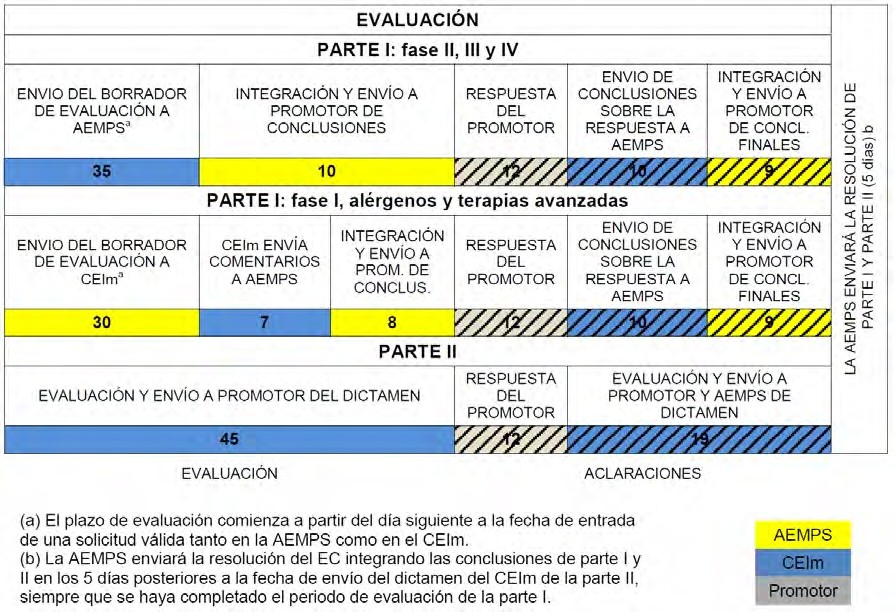 EVALUACIÓN
PARTE I: fase II, III y IV
ENVIO DEL BORRADOR
DE EVALUACIÓN A
AEMPSa
INTEGRACIÓN Y ENVÍO A
PROMOTOR DE
CONCLUSIONES
RESPUESTA
DEL
PROMOTOR
ENVIO DE
CONCLUSIONES
SOBRE LA
RESPUESTA A
AEMPS
INTEGRACIÓN
Y ENVÍO A
PROMOTOR
DE CONCL.
FINALES
35
10
12
10
9
PARTE I: fase I, alérgenos y terapias avanzadas
ENVIO DEL BORRADOR
DE EVALUACIÓN A
CEIma
CEIm ENVÍA
COMENTARIOS
A AEMPS
INTEGRACIÓN
Y ENVÍO A
PROM. DE
CONCLUS.
RESPUESTA
DEL
PROMOTOR
ENVIO DE
CONCLUSIONES
SOBRE LA
RESPUESTA A
AEMPS
INTEGRACIÓN
Y ENVÍO A
PROMOTOR
DE CONCL.
FINALES
30
7
8
12
10
9
PARTE II
EVALUACIÓN Y ENVÍO A PROMOTOR DEL DICTAMEN
RESPUESTA
DEL
PROMOTOR
EVALUACIÓN Y ENVÍO A
PROMOTOR Y AEMPS DE
DICTAMEN
45
12
19
LA AEMPS ENVIARÁ LA RESOLUCIÓN DE
PARTE I Y PARTE II (5 días) b
EVALUACIÓN
ACLARACIONES
(a) El plazo de evaluación comienza a partir del día siguiente a la fecha de entrada
de una solicitud válida tanto en la AEMPS como en el CEIm.
(b) La AEMPS enviará la resolución del EC integrando las conclusiones de parte I y
II en los 5 días posteriores a la fecha de envío del dictamen del CEIm de la parte II,
siempre que se haya completado el periodo de evaluación de la parte I.
AEMPS
CEIm
Promotor